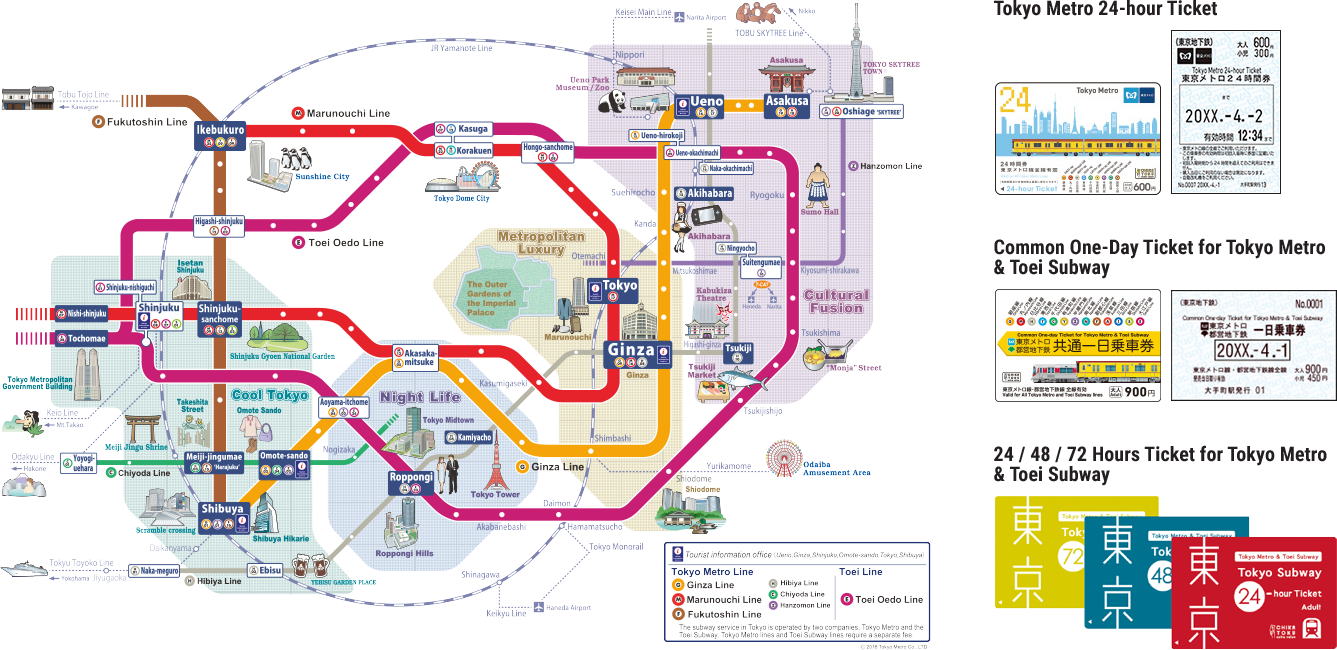 Keisei Main Line
Narita Airport
Nikko
TOBU SKYTREE Line
JR Yamanote Line
Nippori
Asakusa
Ueno Park
Museum / Zoo
TOKYO SKYTREE
TOWN
Tobu Tojo Line
Kawagoe
Fukutoshin Line
Marunouchi Line
Ikebukuro
Kasuga
Korakuen
Hongo-sanchome
Ueno
Asakusa
Oshiage 'SKYTREE'
Ueno-hirokoji
Ueno-okachimachi
Naka-okachimachi
Hanzomon Line
Sunshine City
Tokyo Dome City
Suehirocho
Akihabara
Ryogoku
Sumo Hall
Higashi-shinjuku
Toei Oedo Line
Kanda
Akihabara
Metropolitan
Luxury
Otemachi
Ningyocho
Suitengumae
T-CAT
Haneda
Narita
Mitsukoshimae
Kiyosumi-shirakawa
Isetan
Shinjuku
Shinjuku-nishiguchi
The Outer
Gardens of
the Imperial
Palace
Tokyo
Kabukiza
Theatre
Cultural
Fusion
Nishi-shinjuku
Shinjuku
Shinjuku-
sanchome
Tochomae
Marunouchi
Higashi-ginza
Tsukishima
Shinjuku Gyoen National Garden
Akasaka-
mitsuke
Ginza
Ginza
Tsukiji
"Monja" Street
Tokyo Metropolitan
Government Building
Tsukiji
Market
Kasumigaseki
Cool Tokyo
Night Life
Takeshita
Street
Omote Sando
Aoyama-itchome
Tsukijishijo
Keio Line
Mt.Takao
Meiji Jingu Shrine
Tokyo Midtown
Kamiyacho
Shimbashi
Nogizaka
Odakyu Line
Hakone
Yoyogi-
uehara
Chiyoda Line
Meiji-jingumae
'Harajuku'
Omote-sando
Ginza Line
Yurikamome
Odaiba
Amusement Area
Roppongi
Tokyo Tower
Shiodome
Shiodome
Shibuya
Scramble crossing
Shibuya Hikarie
Daimon
Akabanebashi
Hamamatsucho
Daikanyama
Roppongi Hills
Tokyo Monorail
Tokyu Toyoko Line
Yokohama
Jiyugaoka
Naka-meguro
Hibiya Line
Ebisu
YEBISU GARDEN PLACE
Shinagawa
Keikyu Line
Haneda Airport
Tourist information office (Ueno,Ginza,Shinjuku,Omote-sando,Tokyo,Shibuya)
Tokyo Metro Line
Toei Line
Ginza Line
Marunouchi Line
Fukutoshin Line
Hibiya Line
Chiyoda Line
Hanzomon Line
Toei Oedo Line
The subway service in Tokyo is operated by two companies, Tokyo Metro and the
Toei Subway. Tokyo Metro lines and Toei Subway lines require a separate fee
© 2018 Tokyo Metro Co., LTD
Tokyo Metro 24-hour Ticket
24
Tokyo Metro
24時間券
24-hour Ticket
600円
(東京地下鉄)
大人 600円
小児 300円
Tokyo Metro 24-hour Ticket
東京メトロ24時間券
まで
20XX.-4.-2
有効時間 12:34まで
No.0007 20XX.-4.-1
大手町駅発行13
Common One-Day Ticket for Tokyo Metro
& Toei Subway
Common One-day Ticket for Tokyo Metro & Toei Subway
東京メトロ
都営地下鉄
共通一日乗車券
東京メトロ線・都営地下鉄線 全線有効
Valid for All Tokyo Metro and Toei Subway lines
大人
Adult
900円
(東京地下鉄)
No.0001
Common One-day Ticket for Tokyo Metro & Toei Subway
東京メトロ
都営地下鉄
一日乗車券
20XX.-4.-1
東京メトロ線・都営地下鉄線全線
大人900円
小児 450円
大手町駅発行 01
24 / 48 / 72 Hours Ticket for Tokyo Metro
& Toei Subway
東京
72
東京
48
東京
Tokyo Metro & Toei Subway
Tokyo Subway
24-hour Ticket
Adult